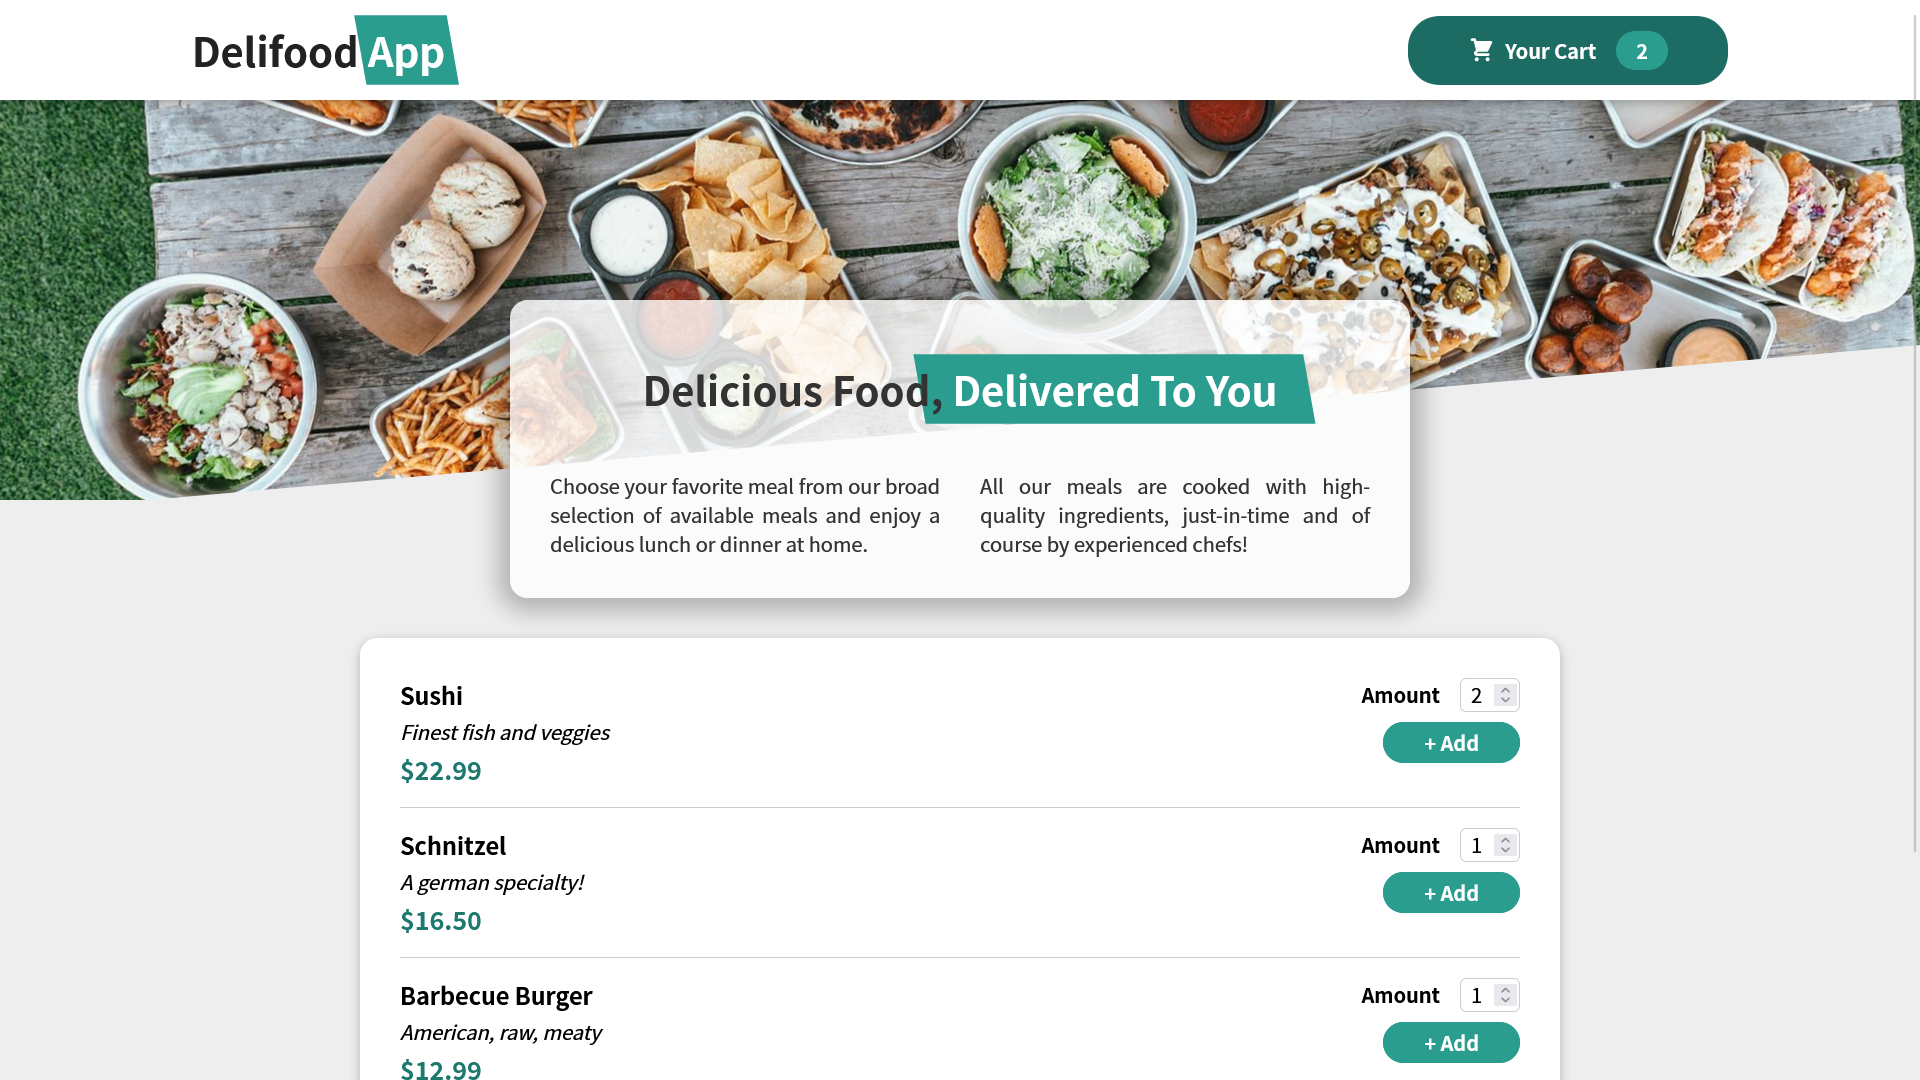 Delifood App
Your Cart 2
Delicious Food, Delivered To You
Choose your favorite meal from our broad
selection of available meals and enjoy a
delicious lunch or dinner at home.
All our meals are cooked with high-
quality ingredients, just-in-time and of
course by experienced chefs!
Sushi
Finest fish and veggies
$22.99
Amount 2
+ Add
Schnitzel
A german specialty!
$16.50
Amount 1
+ Add
Barbecue Burger
American, raw, meaty
$12.99
Amount 1
+ Add